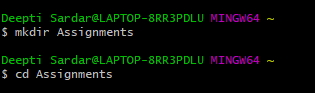 Deepti Sardar@LAPTOP-8RR3PDLU MINGW64 ~
$ mkdir Assignments
Deepti Sardar@LAPTOP-8RR3PDLU MINGW64 ~
$ cd Assignments